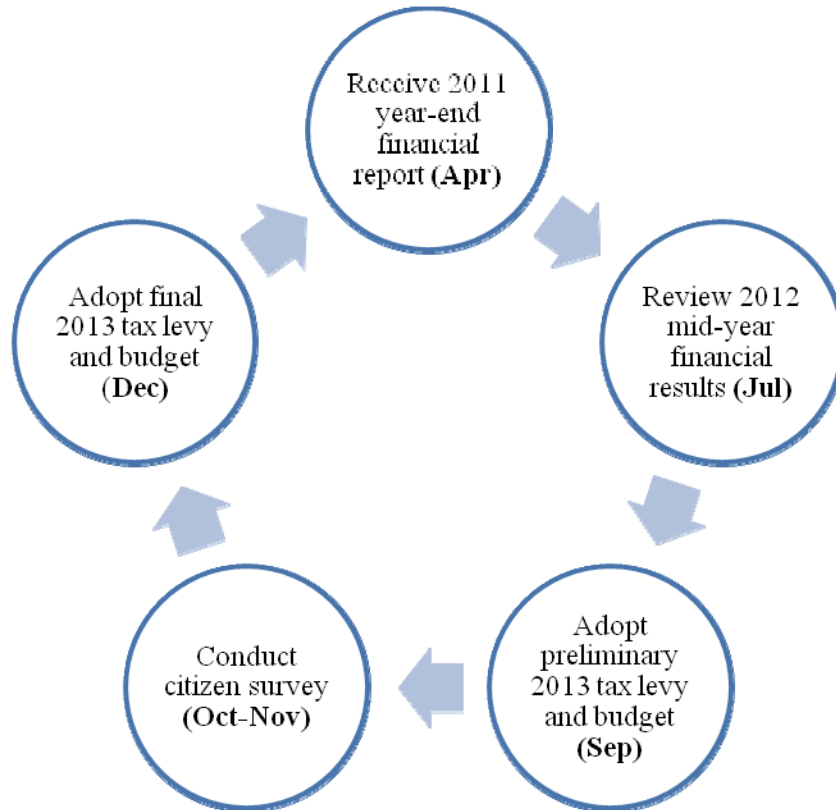 Receive 2011
year-end
financial
report (Apr)
Review 2012
mid-year
financial
results (Jul)
Adopt
preliminary
2013 tax levy
and budget
(Sep)
Conduct
citizen survey
(Oct-Nov)
Adopt final
2013 tax levy
and budget
(Dec)